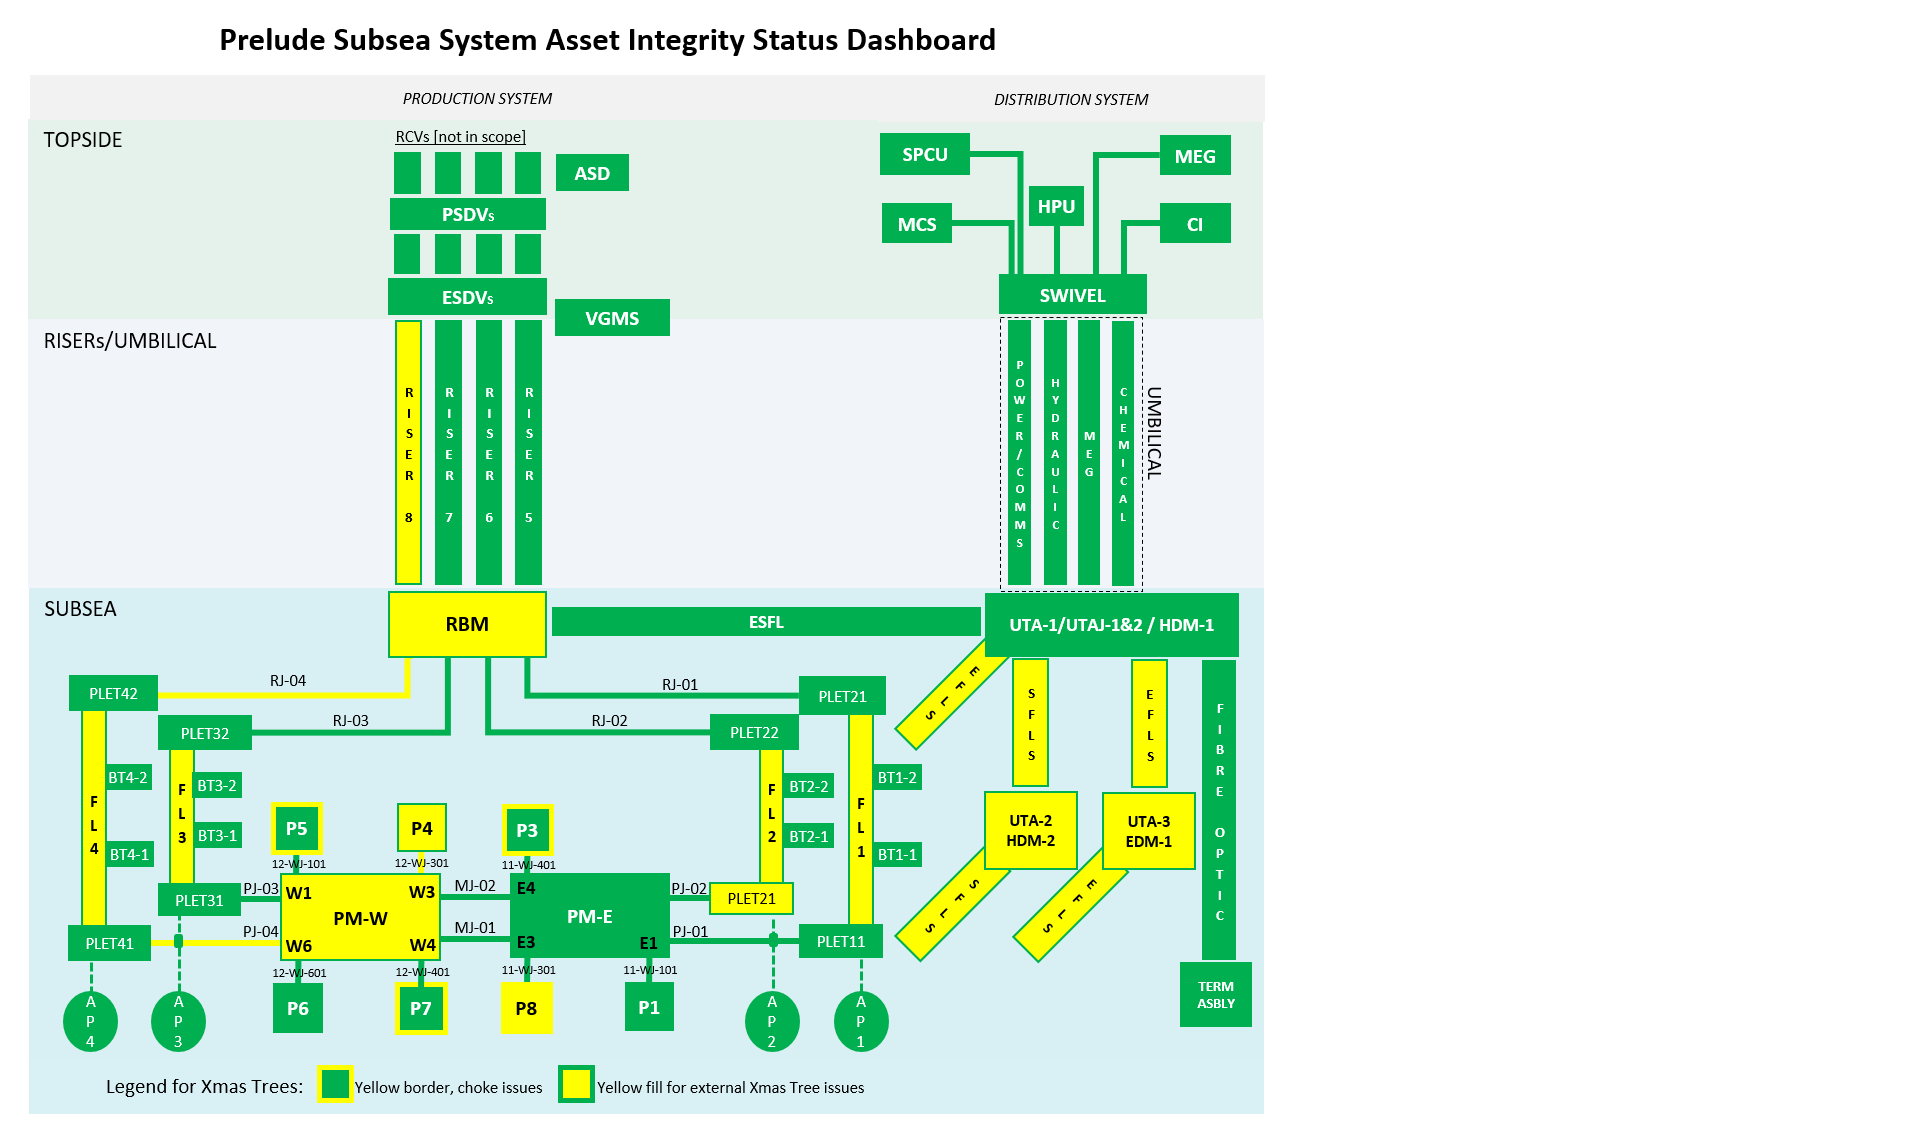 Prelude Subsea System Asset Integrity Status Dashboard
PRODUCTION SYSTEM
DISTRIBUTION SYSTEM
TOPSIDE
RCVs [not in scope]
ASD
PSDVs
ESDVs
VGMS
SPCU
MEG
HPU
MCS
CI
SWIVEL
RISERs/UMBILICAL
RISER 8
RISER 7
RISER 6
RISER 5
POWER/COMMS
HYDRAULIC
MEG
CHEMICAL
UMBILICAL
SUBSEA
RBM
ESFL
UTA-1/UTAJ-1&2 / HDM-1
RJ-04
RJ-01
PLET42
PLET21
RJ-03
RJ-02
PLET32
PLET22
EFLS
SFLS
EFLS
FIBRE OPTIC
BT4-2
BT3-2
BT2-2
BT1-2
FL4
FL3
FL2
FL1
BT4-1
BT3-1
BT2-1
BT1-1
P5
P4
P3
12-WJ-101
12-WJ-301
11-WJ-401
UTA-2
HDM-2
UTA-3
EDM-1
SFLS
EFLS
PLET31
PJ-03
W1
W3
MJ-02
E4
PJ-02
PLET21
PM-W
PM-E
PLET41
PJ-04
W6
W4
MJ-01
E3
E1
PJ-01
PLET11
12-WJ-601
12-WJ-401
11-WJ-301
11-WJ-101
P6
P7
P8
P1
AP4
AP3
AP2
AP1
TERM
ASBLY
Legend for Xmas Trees:
Yellow border, choke issues
Yellow fill for external Xmas Tree issues